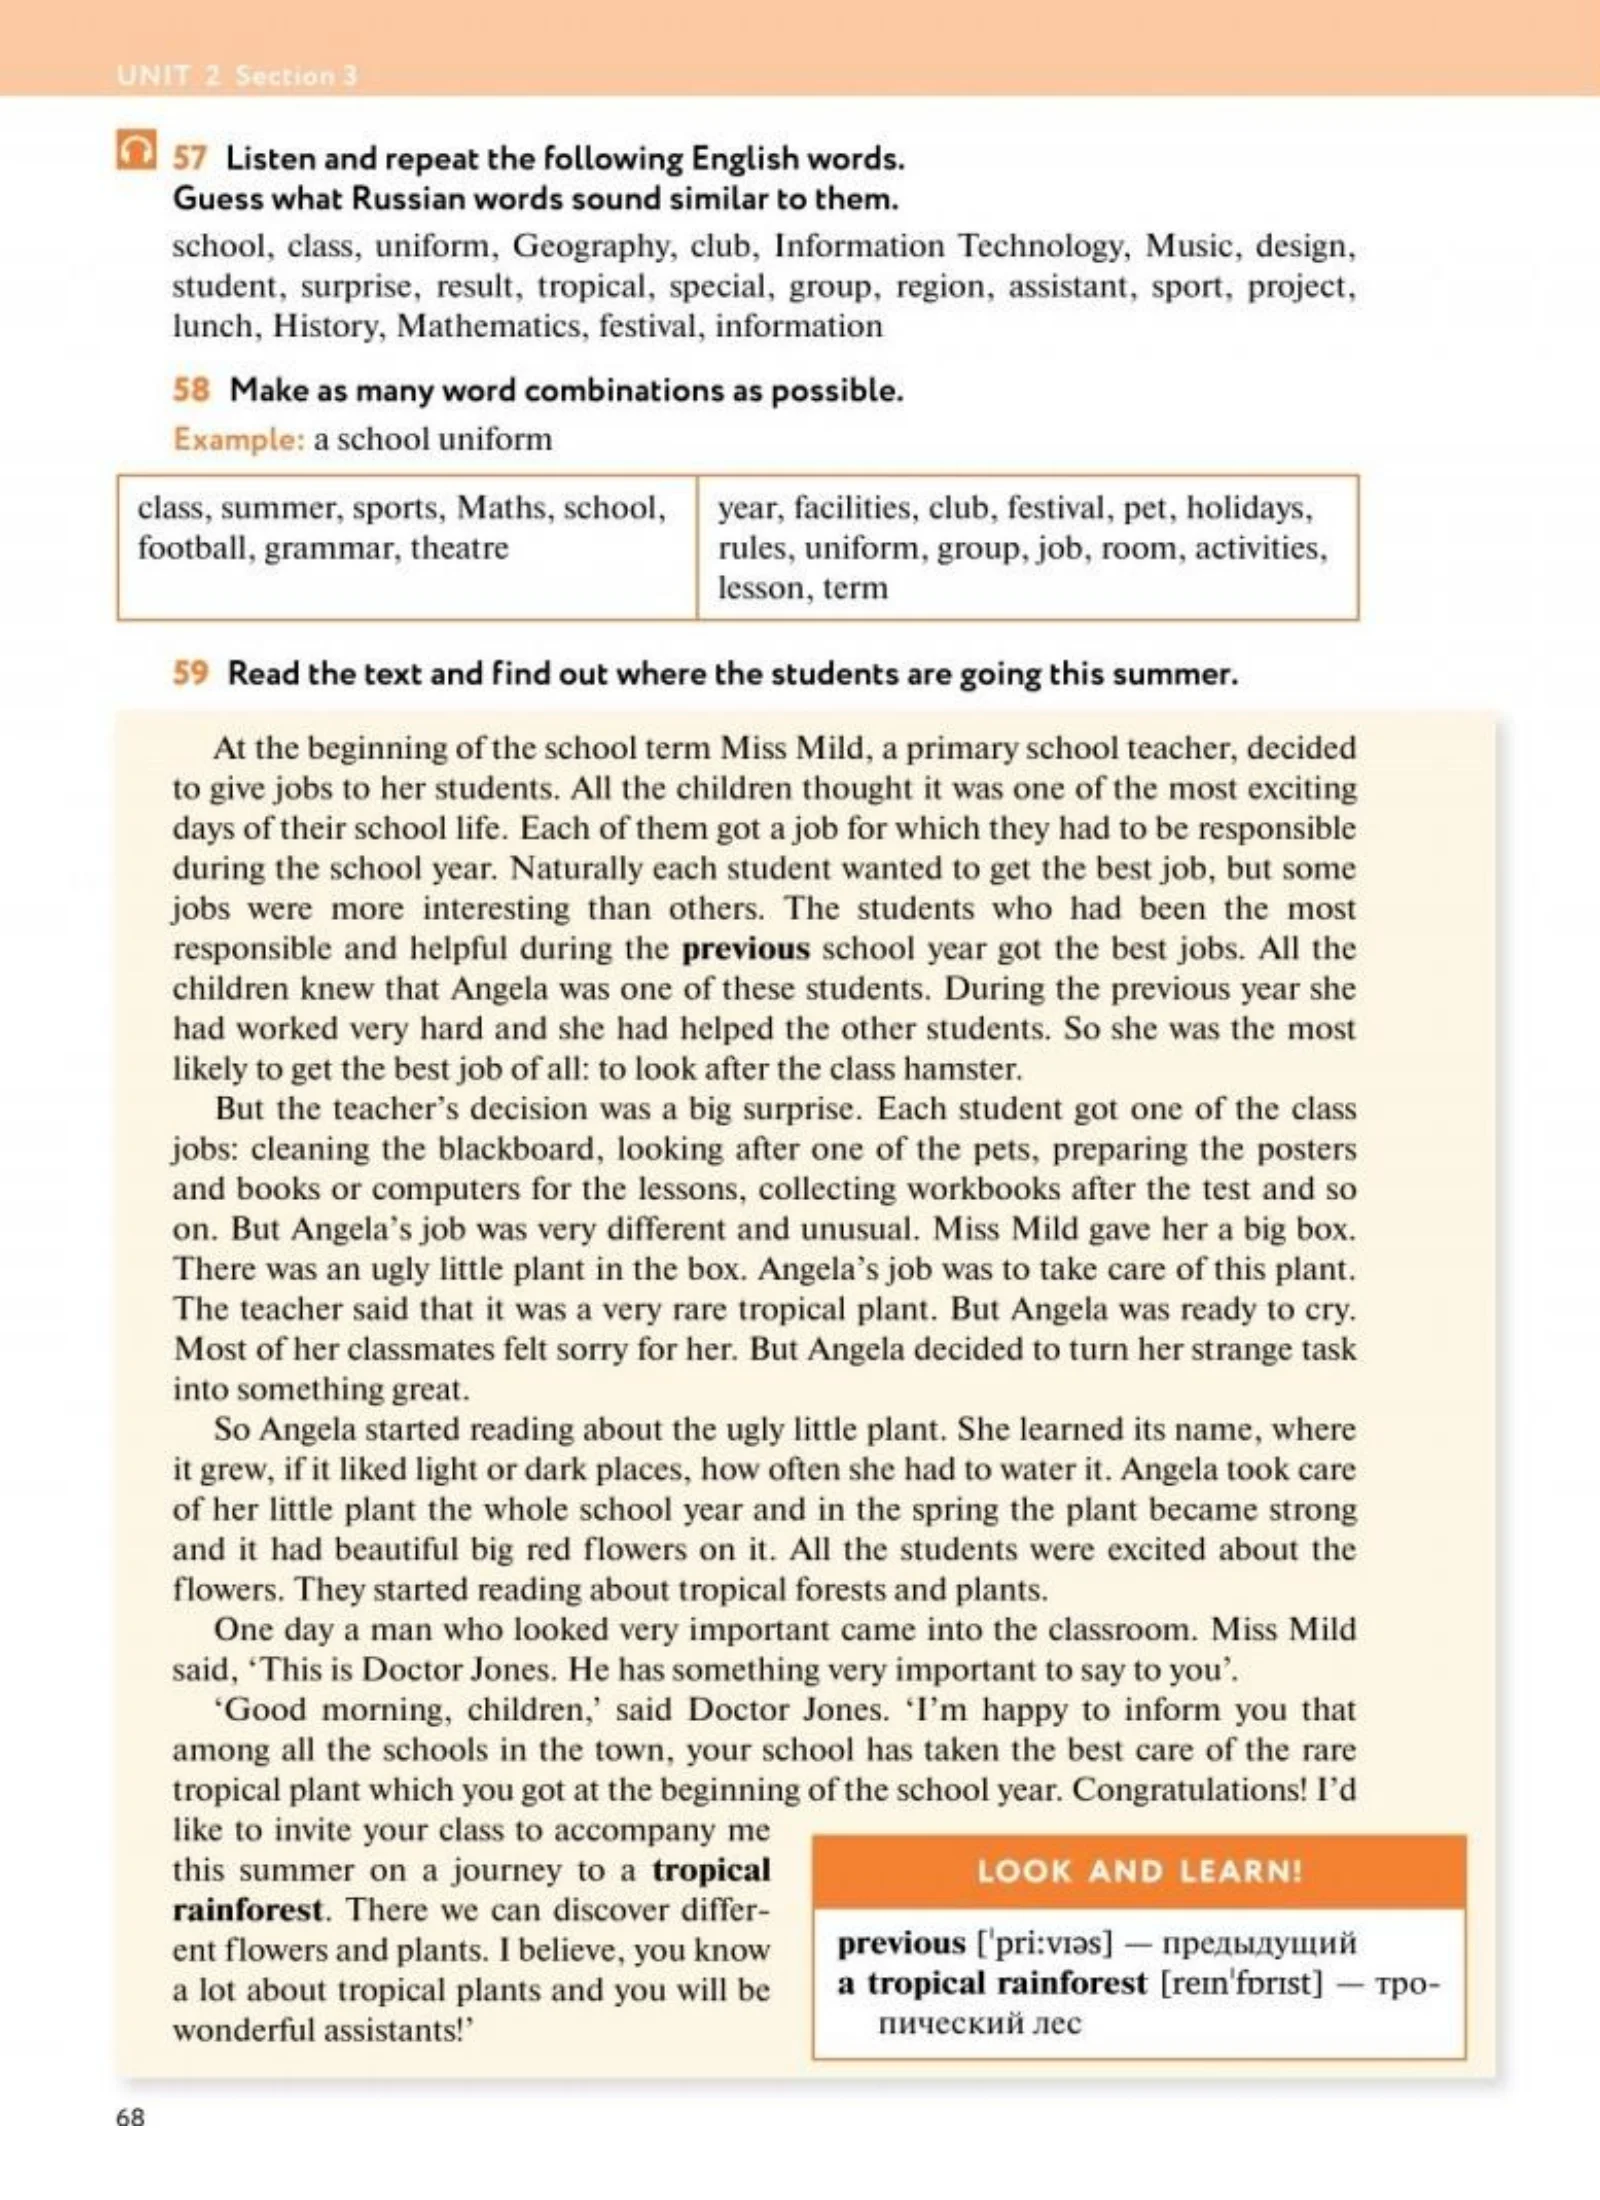 UNIT 2 Section 3
57 Listen and repeat the following English words.
Guess what Russian words sound similar to them.
school, class, uniform, Geography, club, Information Technology, Music, design,
student, surprise, result, tropical, special, group, region, assistant, sport, project,
lunch, History, Mathematics, festival, information
58 Make as many word combinations as possible.
Example: a school uniform
class, summer, sports, Maths, school,
football, grammar, theatre
year, facilities, club, festival, pet, holidays,
rules, uniform, group, job, room, activities,
lesson, term
59 Read the text and find out where the students are going this summer.
At the beginning of the school term Miss Mild, a primary school teacher, decided
to give jobs to her students. All the children thought it was one of the most exciting
days of their school life. Each of them got a job for which they had to be responsible
during the school year. Naturally each student wanted to get the best job, but some
jobs were more interesting than others. The students who had been the most
responsible and helpful during the previous school year got the best jobs. All the
children knew that Angela was one of these students. During the previous year she
had worked very hard and she had helped the other students. So she was the most
likely to get the best job of all: to look after the class hamster.
But the teacher's decision was a big surprise. Each student got one of the class
jobs: cleaning the blackboard, looking after one of the pets, preparing the posters
and books or computers for the lessons, collecting workbooks after the test and so
on. But Angela's job was very different and unusual. Miss Mild gave her a big box.
There was an ugly little plant in the box. Angela's job was to take care of this plant.
The teacher said that it was a very rare tropical plant. But Angela was ready to cry.
Most of her classmates felt sorry for her. But Angela decided to turn her strange task
into something great.
So Angela started reading about the ugly little plant. She learned its name, where
it grew, if it liked light or dark places, how often she had to water it. Angela took care
of her little plant the whole school year and in the spring the plant became strong
and it had beautiful big red flowers on it. All the students were excited about the
flowers. They started reading about tropical forests and plants.
One day a man who looked very important came into the classroom. Miss Mild
said, ‘This is Doctor Jones. He has something very important to say to you’.
‘Good morning, children,’ said Doctor Jones. ‘I’m happy to inform you that
among all the schools in the town, your school has taken the best care of the rare
tropical plant which you got at the beginning of the school year. Congratulations! I’d
like to invite your class to accompany me
this summer on a journey to a tropical
rainforest. There we can discover differ-
ent flowers and plants. I believe, you know
a lot about tropical plants and you will be
wonderful assistants!’
LOOK AND LEARN!
previous [ˈpriːvɪəs] — предыдущий
a tropical rainforest [reɪnˈfɒrɪst] — тро-
пический лес
68